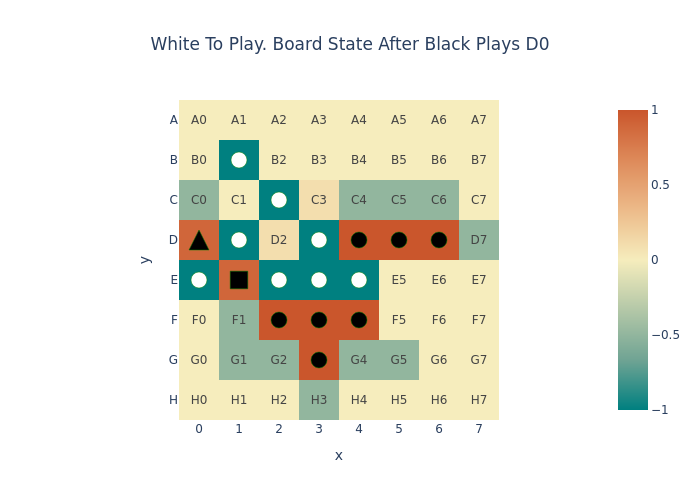 White To Play. Board State After Black Plays D0
A A0 A1 A2 A3 A4 A5 A6 A7
B B0 B2 B3 B4 B5 B6 B7
C C0 C1 C3 C4 C5 C6 C7
D D2 D7
E E5 E6 E7
F F0 F1 F5 F6 F7
G G0 G1 G2 G4 G5 G6 G7
H H0 H1 H2 H3 H4 H5 H6 H7
0 1 2 3 4 5 6 7
x
y
1
0.5
0
−0.5
−1